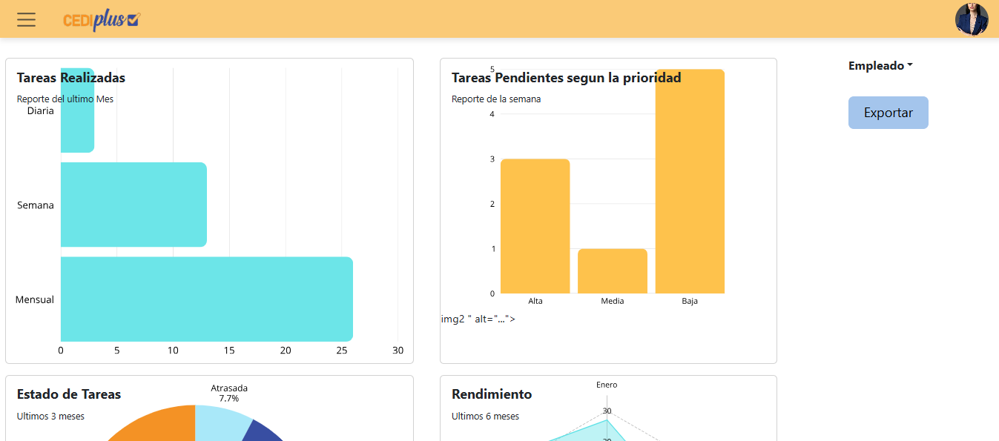 CEDIplus
Empleado
Exportar
Tareas Realizadas
Reporte del ultimo Mes
Diaria
Semana
Mensual
0 5 10 15 20 25 30
Tareas Pendientes segun la prioridad
Reporte de la semana
5
4
3
2
1
0
Alta Media Baja
img2 " alt="...">
Estado de Tareas
Ultimos 3 meses
Atrasada
7.7%
Rendimiento
Ultimos 6 meses
Enero
30